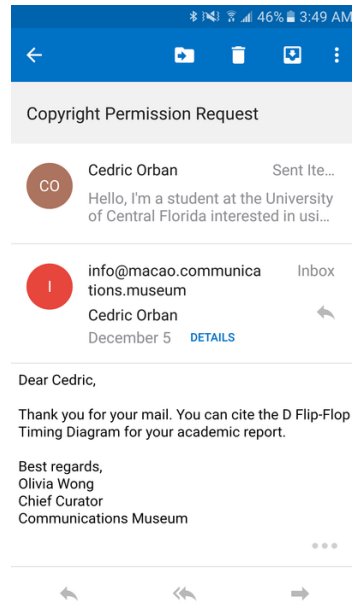 46% 3:49 AM
Copyright Permission Request
CO
Cedric Orban
Sent Ite...
Hello, I'm a student at the University
of Central Florida interested in usi...
I
info@macao.communica
tions.museum
Inbox
Cedric Orban
December 5 DETAILS
Dear Cedric,
Thank you for your mail. You can cite the D Flip-Flop
Timing Diagram for your academic report.
Best regards,
Olivia Wong
Chief Curator
Communications Museum